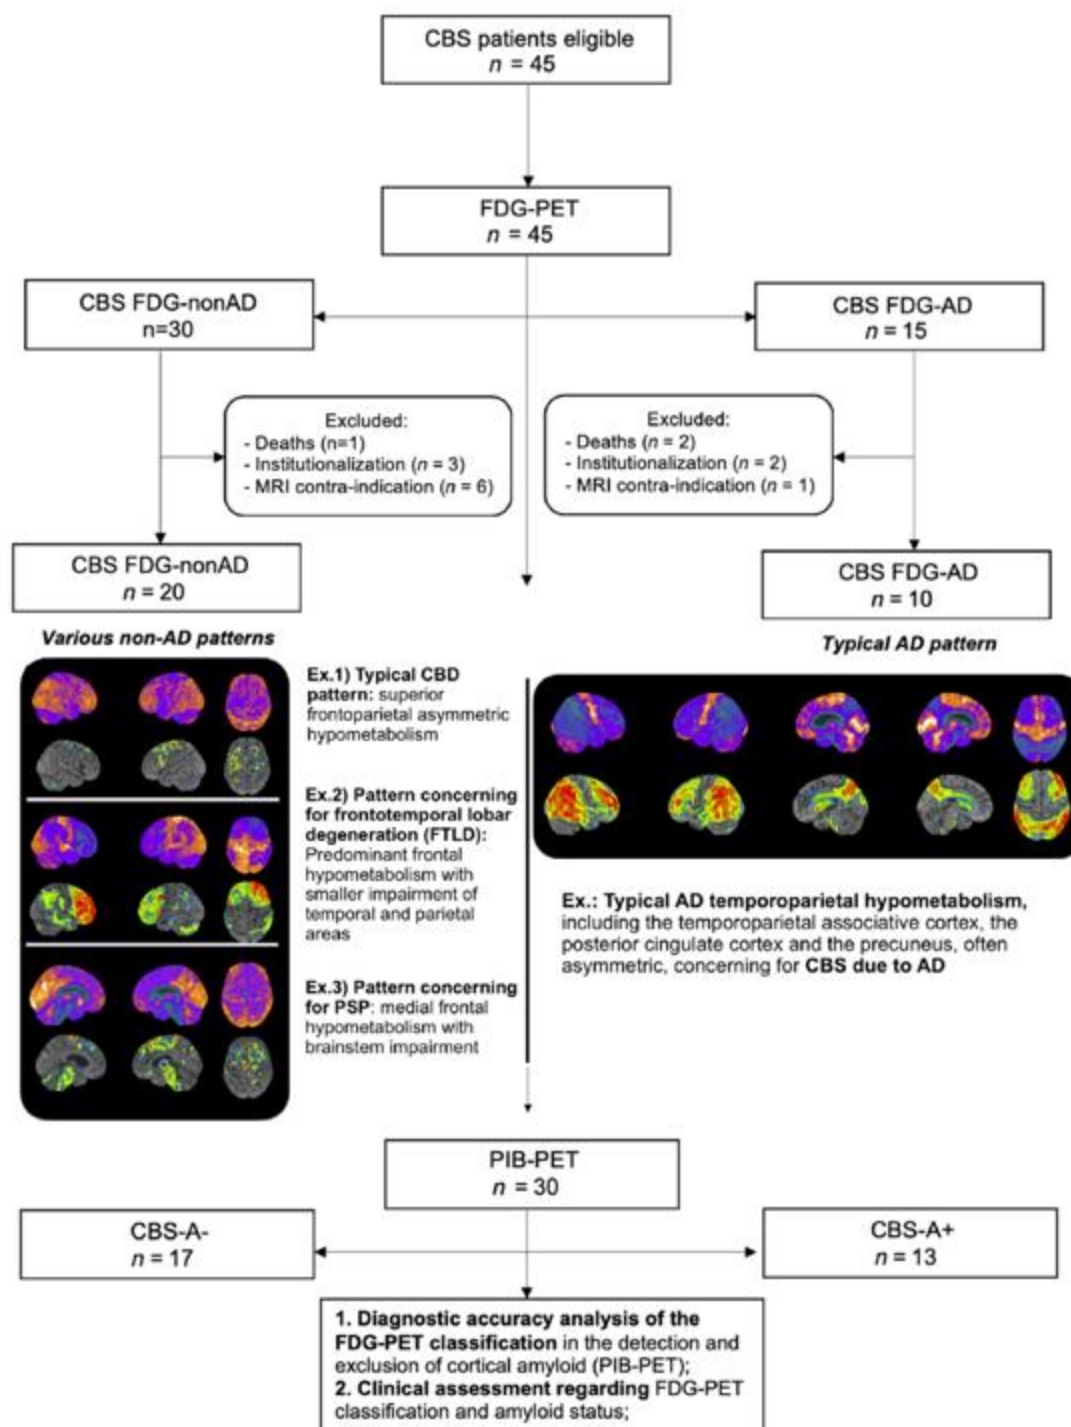 CBS patients eligible
n = 45
FDG-PET
n = 45
CBS FDG-nonAD
n=30
CBS FDG-AD
n = 15
Excluded:
- Deaths (n=1)
- Institutionalization (n = 3)
- MRI contra-indication (n = 6)
Excluded:
- Deaths (n = 2)
- Institutionalization (n = 2)
- MRI contra-indication (n = 1)
CBS FDG-nonAD
n = 20
CBS FDG-AD
n = 10
Various non-AD patterns
Typical AD pattern
Ex.1) Typical CBD
pattern: superior
frontoparietal asymmetric
hypometabolism
Ex.2) Pattern concerning
for frontotemporal lobar
degeneration (FTLD):
Predominant frontal
hypometabolism with
smaller impairment of
temporal and parietal
areas
Ex.3) Pattern concerning
for PSP: medial frontal
hypometabolism with
brainstem impairment
Ex.: Typical AD temporoparietal hypometabolism,
including the temporoparietal associative cortex, the
posterior cingulate cortex and the precuneus, often
asymmetric, concerning for CBS due to AD
PIB-PET
n = 30
CBS-A-
n = 17
CBS-A+
n = 13
1. Diagnostic accuracy analysis of the
FDG-PET classification in the detection and
exclusion of cortical amyloid (PIB-PET);
2. Clinical assessment regarding FDG-PET
classification and amyloid status;